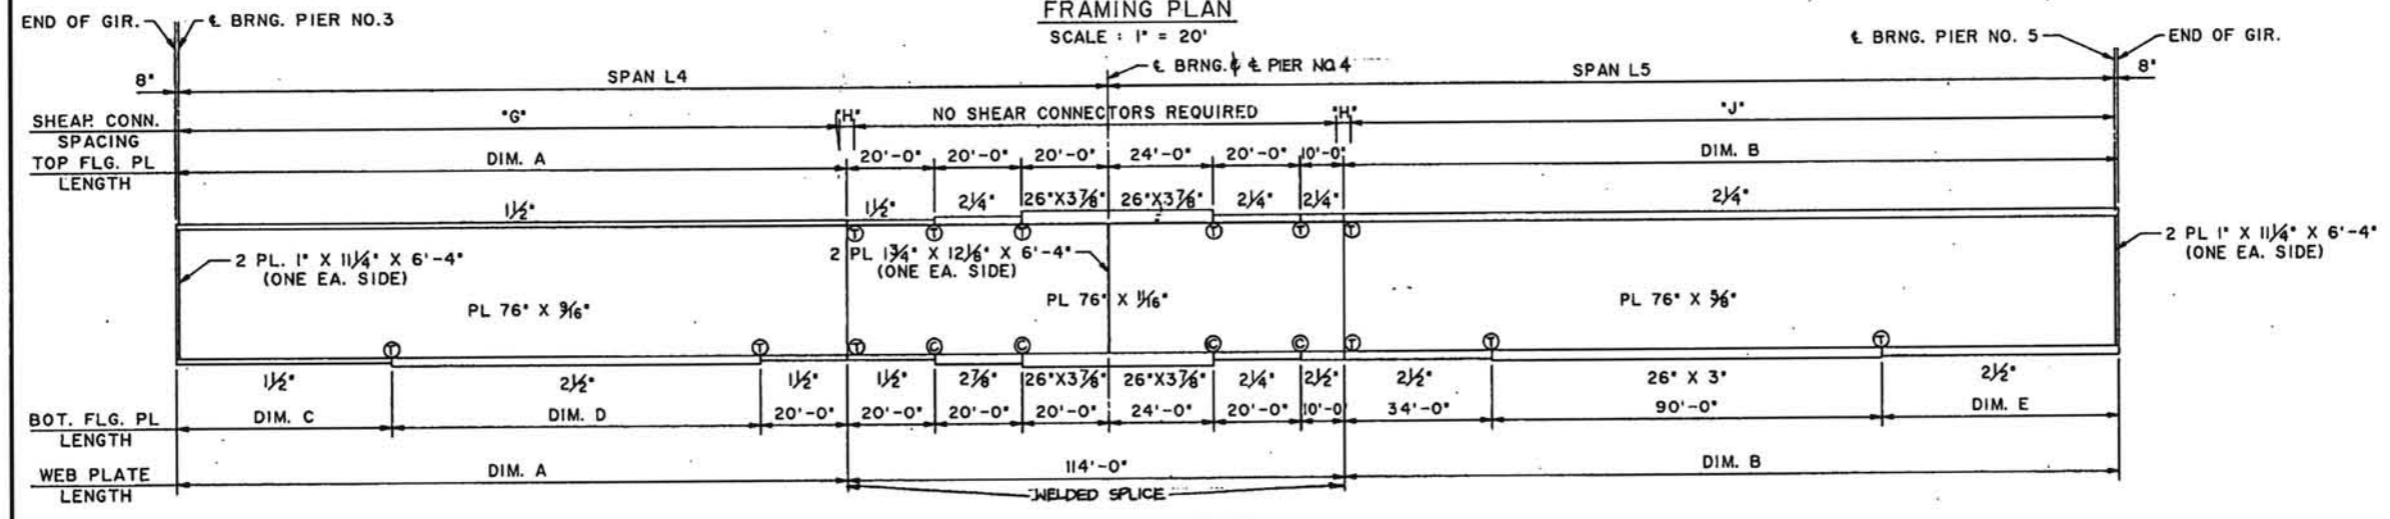 FRAMING PLAN
SCALE : 1" = 20'
END OF GIR.
℄ BRNG. PIER NO.3
℄ BRNG. & ℄ PIER NO.4
℄ BRNG. PIER NO. 5
END OF GIR.
8" SPAN L4 SPAN L5 8"
SHEAR CONN. SPACING
"G" "H" NO SHEAR CONNECTORS REQUIRED "H" "J"
TOP FLG. PL LENGTH
DIM. A 20'-0" 20'-0" 20'-0" 24'-0" 20'-0" 10'-0" DIM. B
1½" 1½" 2¼" 26"X3⅞" 26"X3⅞" 2¼" 2¼" 2¼"
T T T T T T
2 PL. 1" X 11¼" X 6'-4"
(ONE EA. SIDE)
2 PL 1¾" X 12⅛" X 6'-4"
(ONE EA. SIDE)
2 PL 1" X 11¼" X 6'-4"
(ONE EA. SIDE)
PL 76" X 9/16"
PL 76" X 11/16"
PL 76" X ⅝"
T T T C C C C T T T
1½" 2½" 1½" 1½" 2⅞" 26"X3⅞" 26"X3⅞" 2¼" 2½" 2½" 26" X 3" 2½"
BOT. FLG. PL LENGTH
DIM. C DIM. D 20'-0" 20'-0" 20'-0" 20'-0" 24'-0" 20'-0" 10'-0 34'-0" 90'-0" DIM. E
WEB PLATE LENGTH
DIM. A 114'-0" DIM. B
WELDED SPLICE